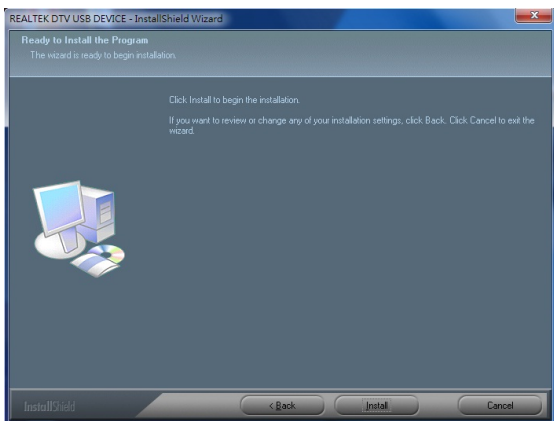 REALTEK DTV USB DEVICE - InstallShield Wizard
Ready to Install the Program
The wizard is ready to begin installation.
Click Install to begin the installation.
If you want to review or change any of your installation settings, click Back. Click Cancel to exit the
wizard.
InstallShield
< Back
Install
Cancel